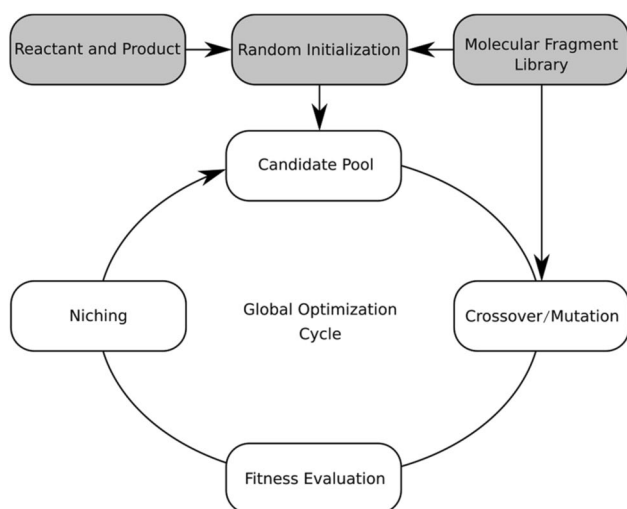 Reactant and Product
Random Initialization
Molecular Fragment
Library
Candidate Pool
Niching
Global Optimization
Cycle
Crossover/Mutation
Fitness Evaluation